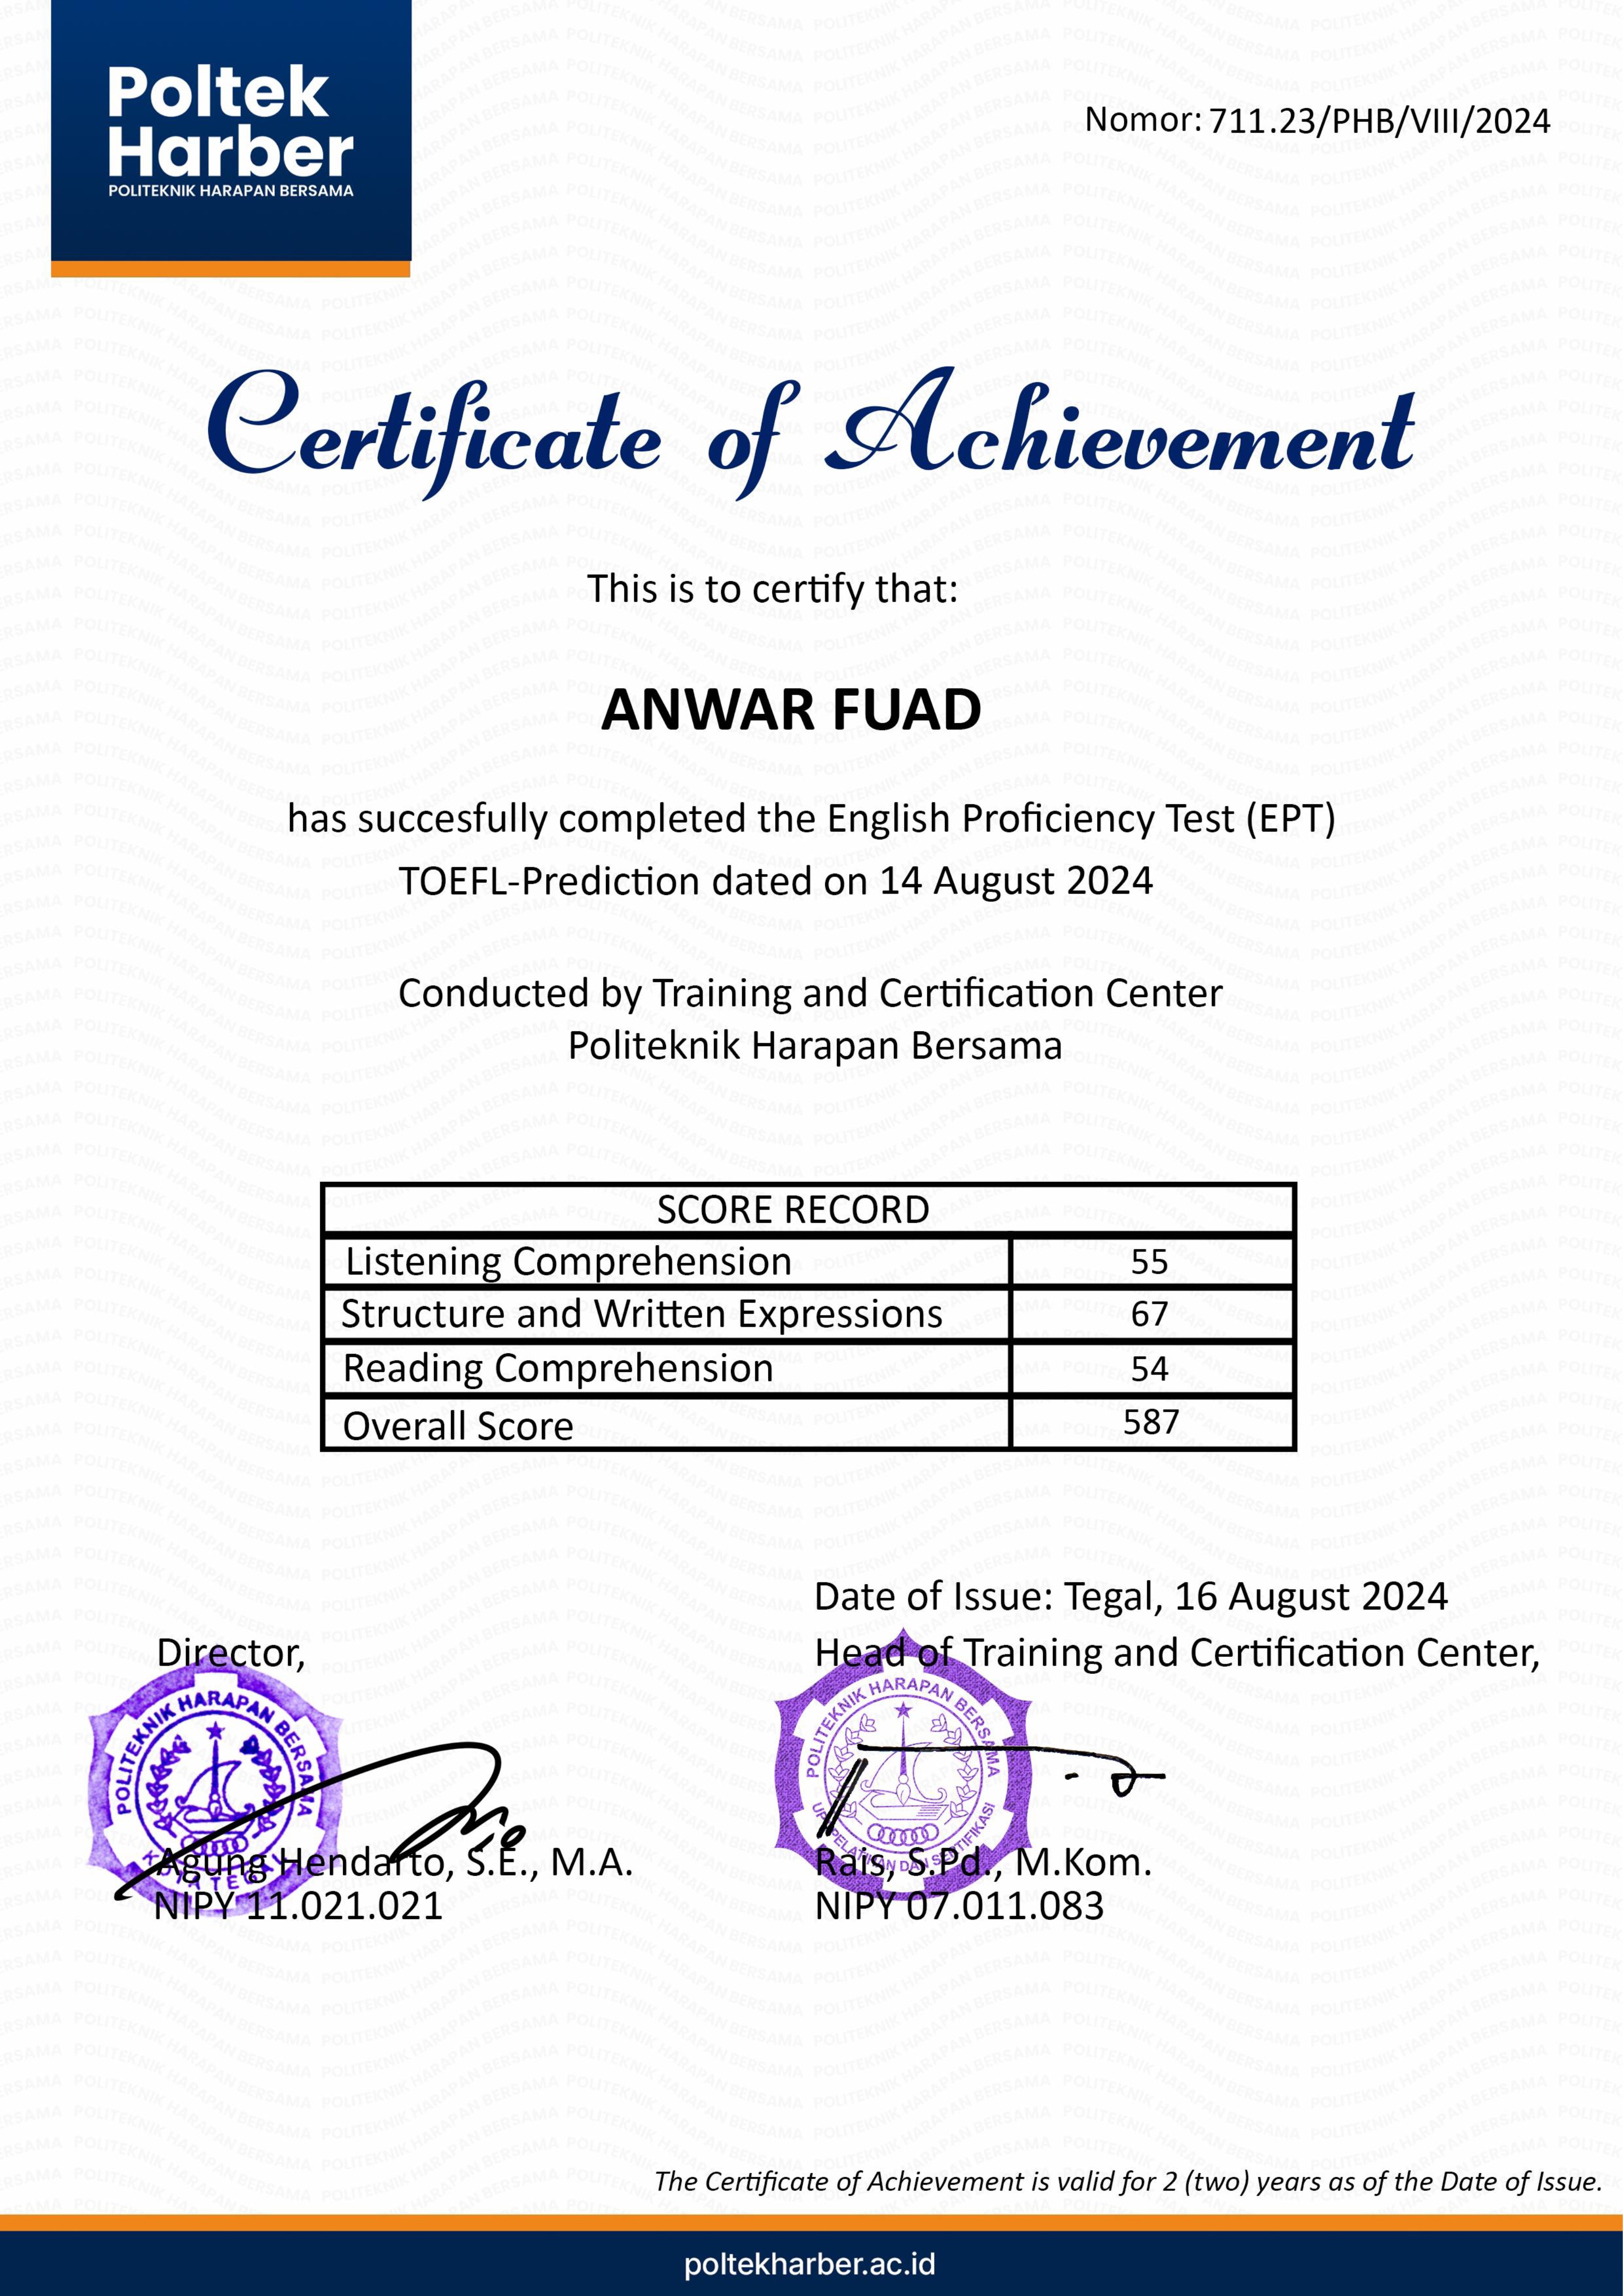 Poltek
Harber
POLITEKNIK HARAPAN BERSAMA
Nomor: 711.23/PHB/VIII/2024
Certificate of Achievement
This is to certify that:
ANWAR FUAD
has succesfully completed the English Proficiency Test (EPT)
TOEFL-Prediction dated on 14 August 2024
Conducted by Training and Certification Center
Politeknik Harapan Bersama
SCORE RECORD
Listening Comprehension 55
Structure and Written Expressions 67
Reading Comprehension 54
Overall Score 587
Date of Issue: Tegal, 16 August 2024
Director,
Head of Training and Certification Center,
POLITEKNIK HARAPAN BERSAMA
TEGAL
POLITEKNIK HARAPAN BERSAMA
PELATIHAN DAN SERTIFIKASI
Agung Hendarto, S.E., M.A.
NIPY 11.021.021
Rais, S.Pd., M.Kom.
NIPY 07.011.083
The Certificate of Achievement is valid for 2 (two) years as of the Date of Issue.
poltekharber.ac.id